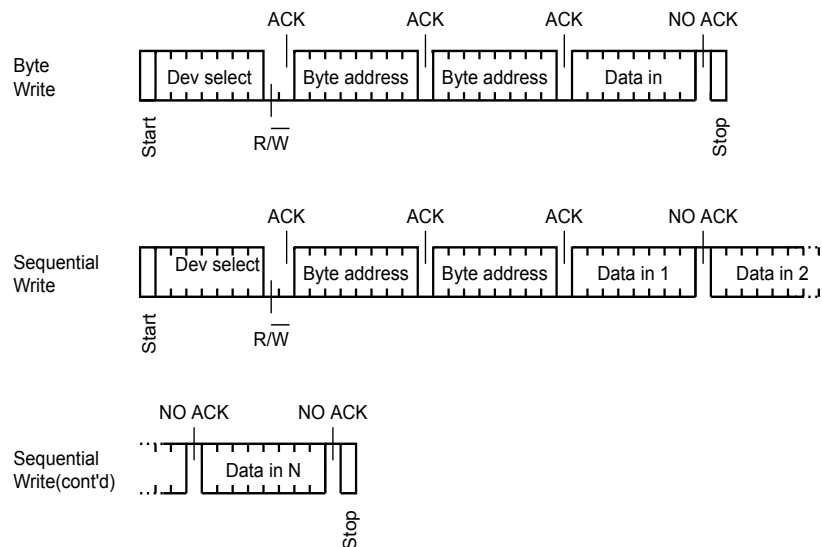 ACK ACK ACK NO ACK
Byte
Write
Dev select Byte address Byte address Data in
Start R/W Stop
ACK ACK ACK NO ACK
Sequential
Write
Dev select Byte address Byte address Data in 1 Data in 2
Start R/W
NO ACK NO ACK
Sequential
Write(cont'd)
Data in N
Stop